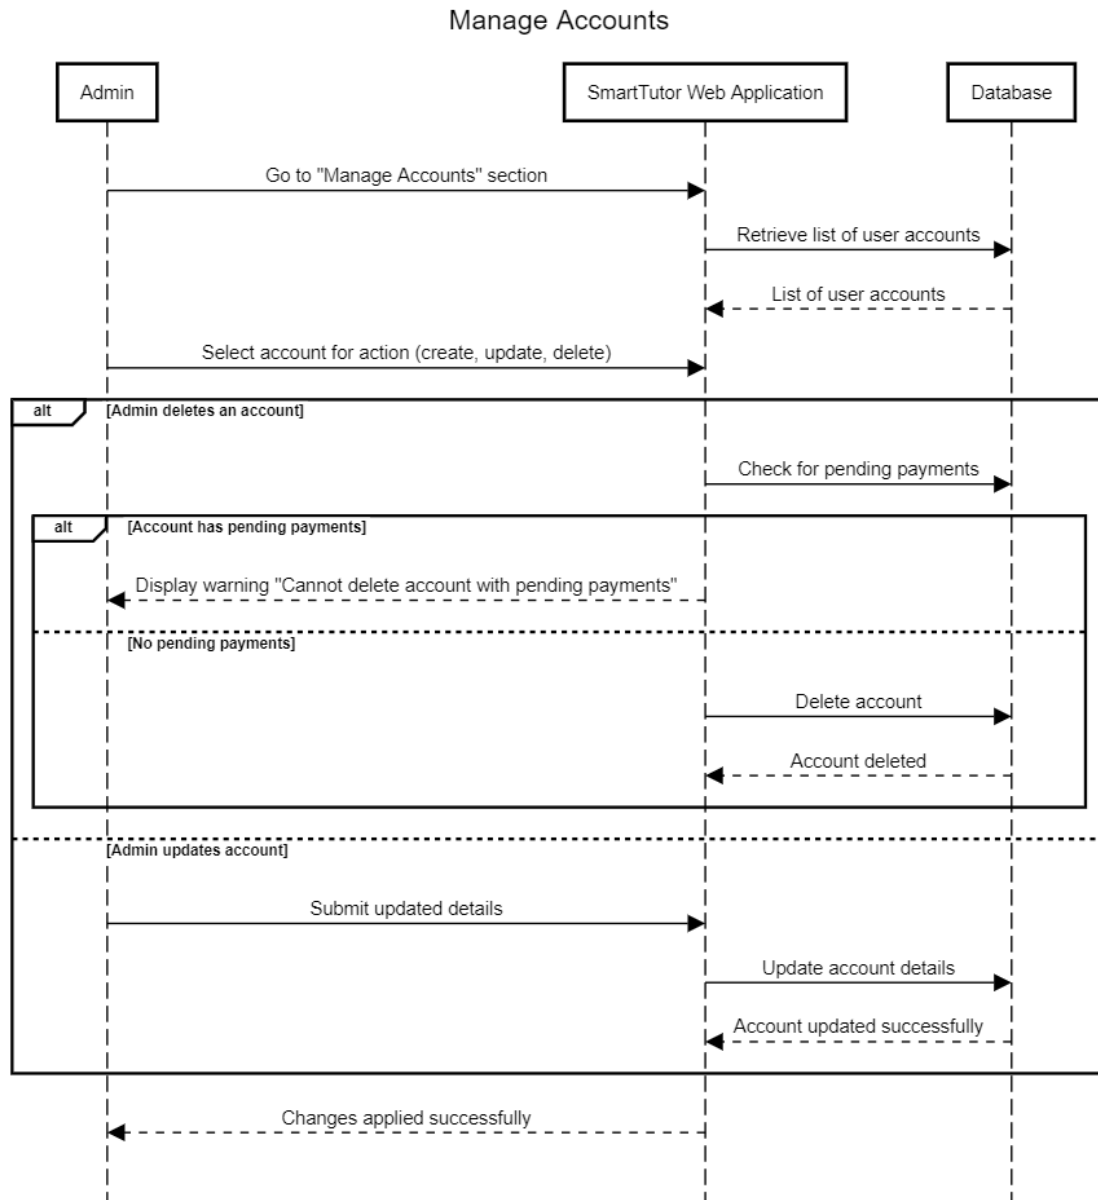 Manage Accounts
Admin
SmartTutor Web Application
Database
Go to "Manage Accounts" section
Retrieve list of user accounts
List of user accounts
Select account for action (create, update, delete)
alt
[Admin deletes an account]
Check for pending payments
alt
[Account has pending payments]
Display warning "Cannot delete account with pending payments"
[No pending payments]
Delete account
Account deleted
[Admin updates account]
Submit updated details
Update account details
Account updated successfully
Changes applied successfully